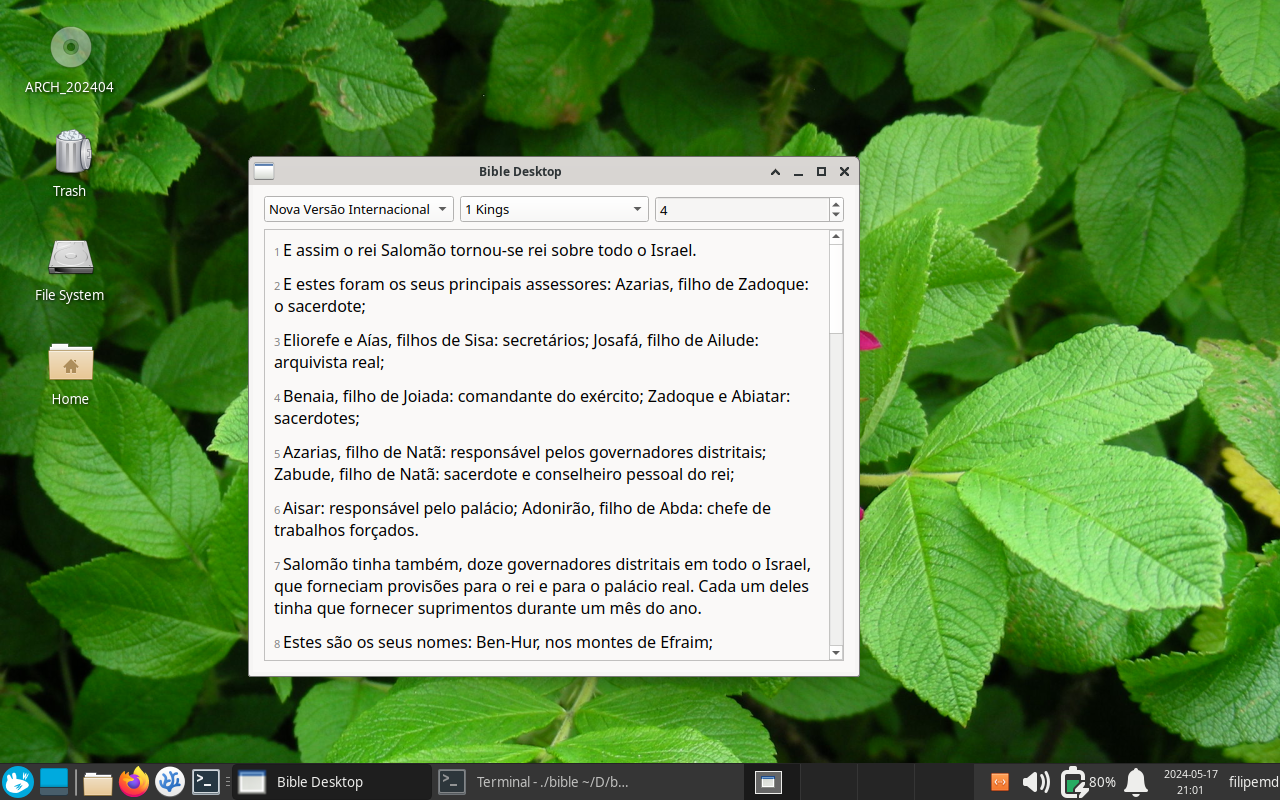 ARCH_202404
Trash
File System
Home
Bible Desktop
Nova Versão Internacional
1 Kings
4
1 E assim o rei Salomão tornou-se rei sobre todo o Israel.
2 E estes foram os seus principais assessores: Azarias, filho de Zadoque:
o sacerdote;
3 Eliorefe e Aías, filhos de Sisa: secretários; Josafá, filho de Ailude:
arquivista real;
4 Benaia, filho de Joiada: comandante do exército; Zadoque e Abiatar:
sacerdotes;
5 Azarias, filho de Natã: responsável pelos governadores distritais;
Zabude, filho de Natã: sacerdote e conselheiro pessoal do rei;
6 Aisar: responsável pelo palácio; Adonirão, filho de Abda: chefe de
trabalhos forçados.
7 Salomão tinha também, doze governadores distritais em todo o Israel,
que forneciam provisões para o rei e para o palácio real. Cada um deles
tinha que fornecer suprimentos durante um mês do ano.
8 Estes são os seus nomes: Ben-Hur, nos montes de Efraim;
Bible Desktop
Terminal - ./bible ~/D/b...
80%
2024-05-17
21:01
filipemd